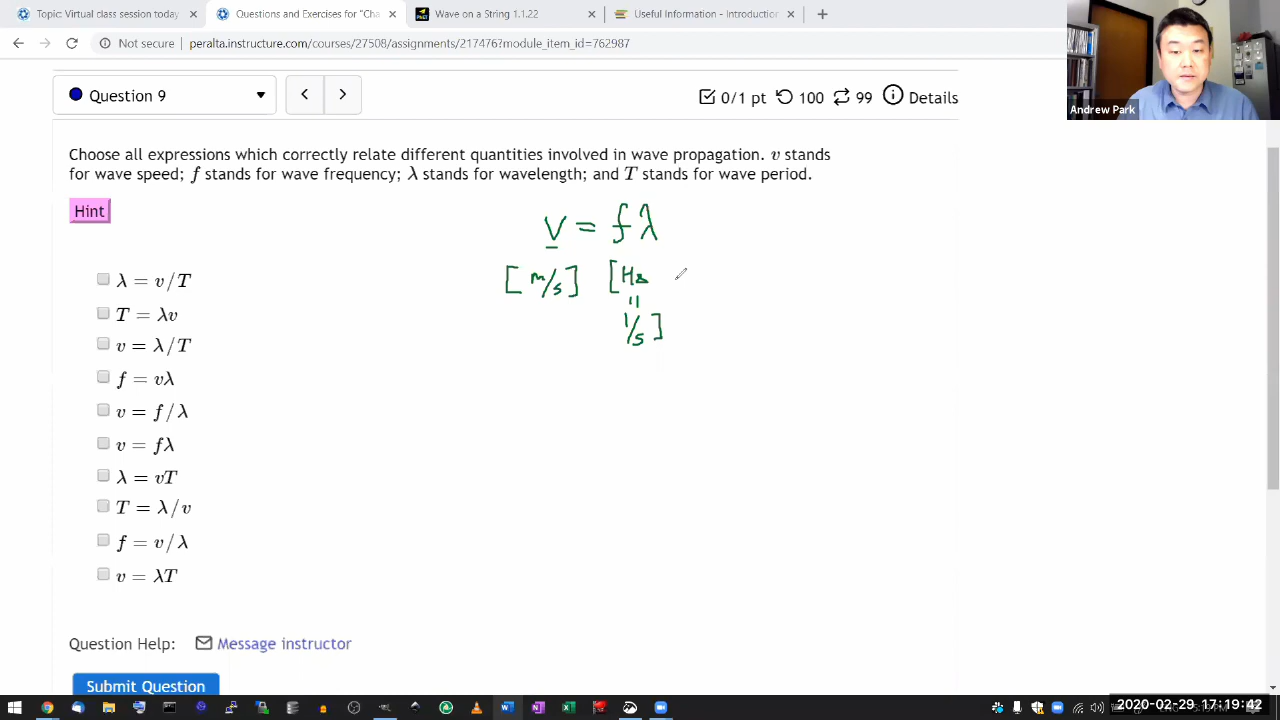 Topic: Virtual class session Friday
Questions and Exercises for "Cha
Wave on a String 1.1.22
Useful Information - Introduction
Not secure | peralta.instructure.com/courses/27508/assignments/21 module_item_id=762987
Andrew Park
Question 9
0/1 pt 100 99 Details
Choose all expressions which correctly relate different quantities involved in wave propagation. v stands
for wave speed; f stands for wave frequency; λ stands for wavelength; and T stands for wave period.
Hint
v = fλ
[m/s] [Hz
=
1/s]
λ = v/T
T = λv
v = λ/T
f = vλ
v = f/λ
v = fλ
λ = vT
T = λ/v
f = v/λ
v = λT
Question Help: Message instructor
Submit Question
2020-02-29 17:19:42